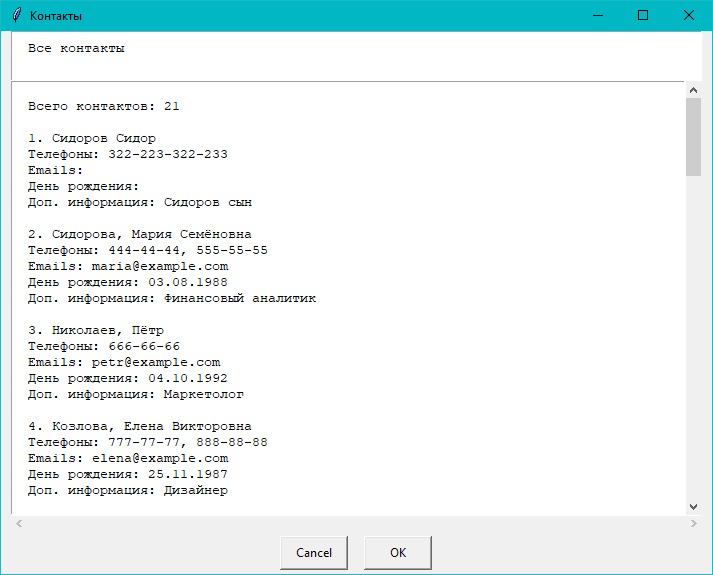 Контакты
Все контакты
Всего контактов: 21
1. Сидоров Сидор
Телефоны: 322-223-322-233
Emails:
День рождения:
Доп. информация: Сидоров сын
2. Сидорова, Мария Семёновна
Телефоны: 444-44-44, 555-55-55
Emails: maria@example.com
День рождения: 03.08.1988
Доп. информация: Финансовый аналитик
3. Николаев, Пётр
Телефоны: 666-66-66
Emails: petr@example.com
День рождения: 04.10.1992
Доп. информация: Маркетолог
4. Козлова, Елена Викторовна
Телефоны: 777-77-77, 888-88-88
Emails: elena@example.com
День рождения: 25.11.1987
Доп. информация: Дизайнер
Cancel OK